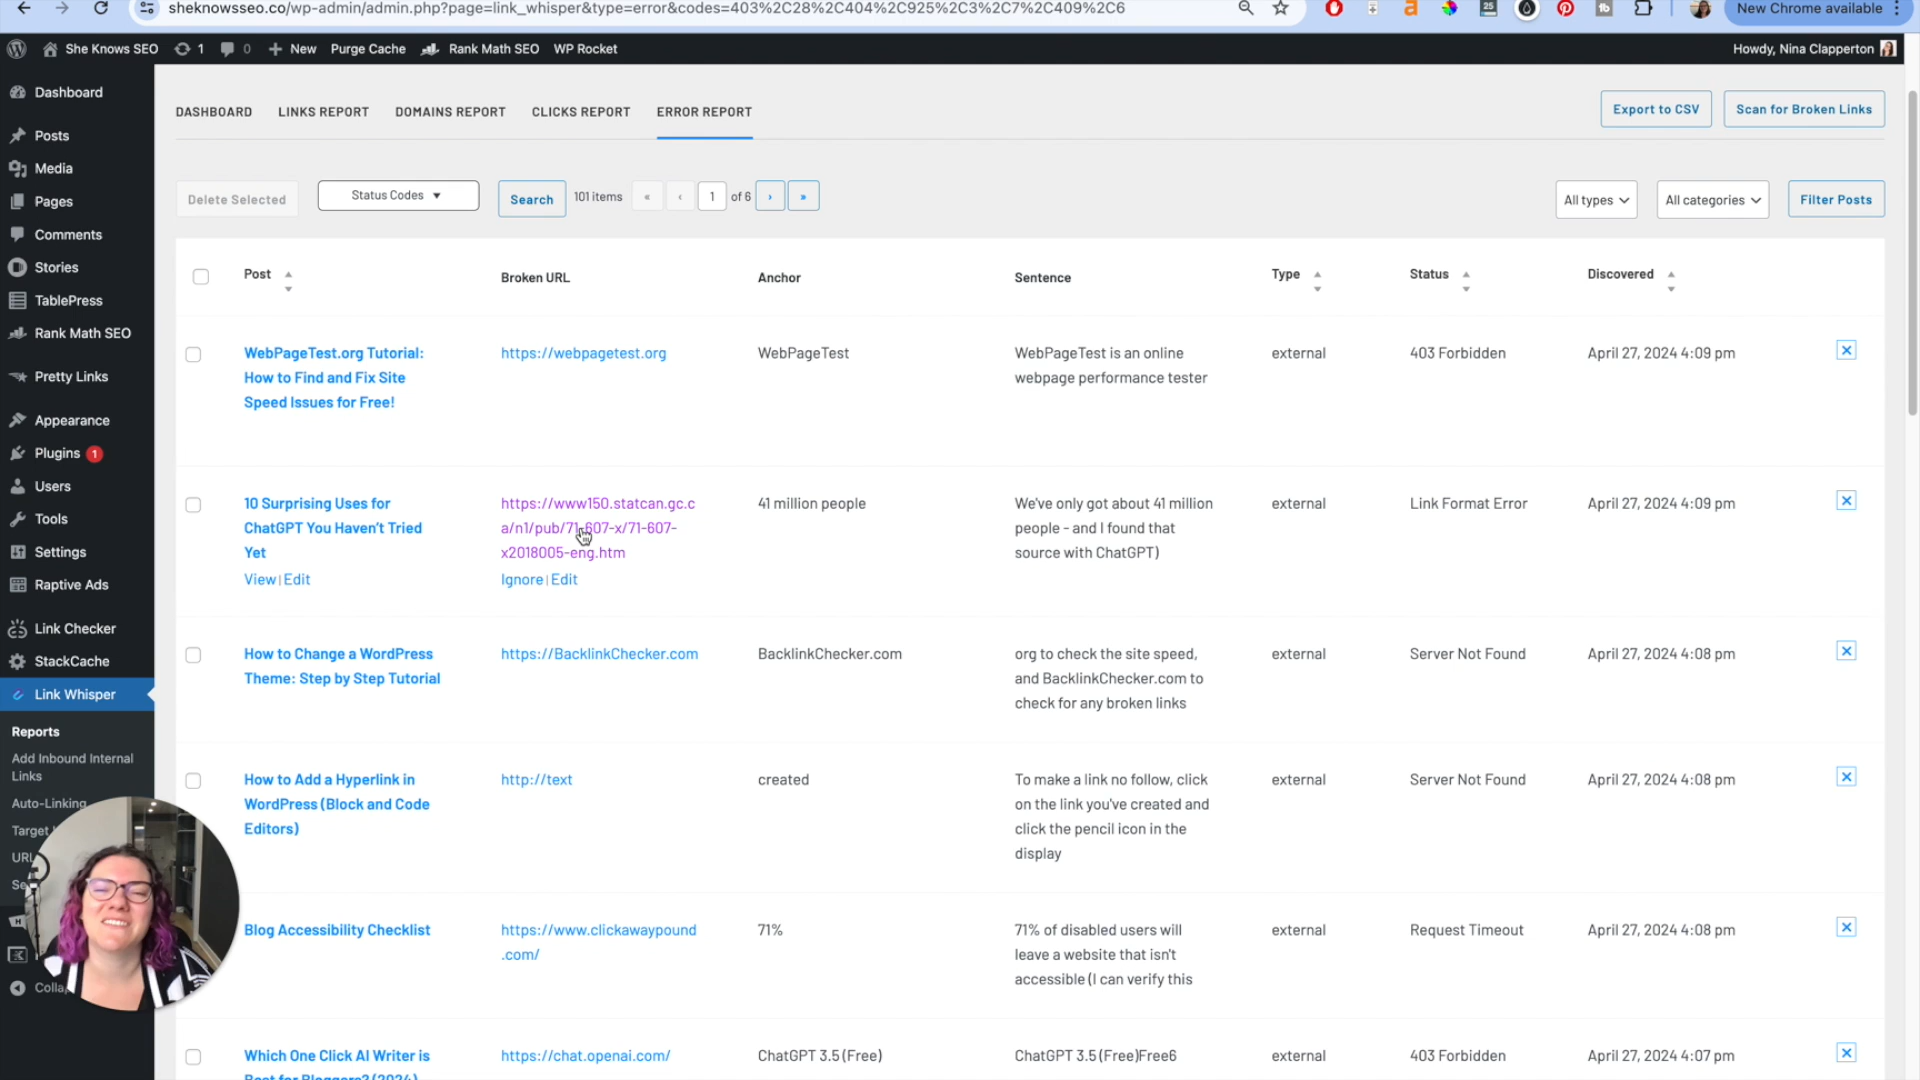 sheknowsseo.co/wp-admin/admin.php?page=link_whisper&type=error&codes=403%2C28%2C404%2C925%2C3%2C7%2C409%2C6
New Chrome available
She Knows SEO
1
0
New
Purge Cache
Rank Math SEO
WP Rocket
Howdy, Nina Clapperton
Dashboard
Posts
Media
Pages
Comments
Stories
TablePress
Rank Math SEO
Pretty Links
Appearance
Plugins 1
Users
Tools
Settings
Raptive Ads
Link Checker
StackCache
Link Whisper
Reports
Add Inbound Internal
Links
Auto-Linking
Target
URL
Se
Colla
DASHBOARD
LINKS REPORT
DOMAINS REPORT
CLICKS REPORT
ERROR REPORT
Export to CSV
Scan for Broken Links
Delete Selected
Status Codes ▼
Search
101 items
«
‹
1
of 6
›
»
All types
All categories
Filter Posts
Post
Broken URL
Anchor
Sentence
Type
Status
Discovered
WebPageTest.org Tutorial:
How to Find and Fix Site
Speed Issues for Free!
https://webpagetest.org
WebPageTest
WebPageTest is an online
webpage performance tester
external
403 Forbidden
April 27, 2024 4:09 pm
10 Surprising Uses for
ChatGPT You Haven't Tried
Yet
View | Edit
https://www150.statcan.gc.c
a/n1/pub/71-607-x/71-607-
x2018005-eng.htm
Ignore | Edit
41 million people
We've only got about 41 million
people - and I found that
source with ChatGPT)
external
Link Format Error
April 27, 2024 4:09 pm
How to Change a WordPress
Theme: Step by Step Tutorial
https://BacklinkChecker.com
BacklinkChecker.com
org to check the site speed,
and BacklinkChecker.com to
check for any broken links
external
Server Not Found
April 27, 2024 4:08 pm
How to Add a Hyperlink in
WordPress (Block and Code
Editors)
http://text
created
To make a link no follow, click
on the link you've created and
click the pencil icon in the
display
external
Server Not Found
April 27, 2024 4:08 pm
Blog Accessibility Checklist
https://www.clickawaypound
.com/
71%
71% of disabled users will
leave a website that isn't
accessible (I can verify this
external
Request Timeout
April 27, 2024 4:08 pm
Which One Click AI Writer is
Best for Bloggers? (2024)
https://chat.openai.com/
ChatGPT 3.5 (Free)
ChatGPT 3.5 (Free)Free6
external
403 Forbidden
April 27, 2024 4:07 pm